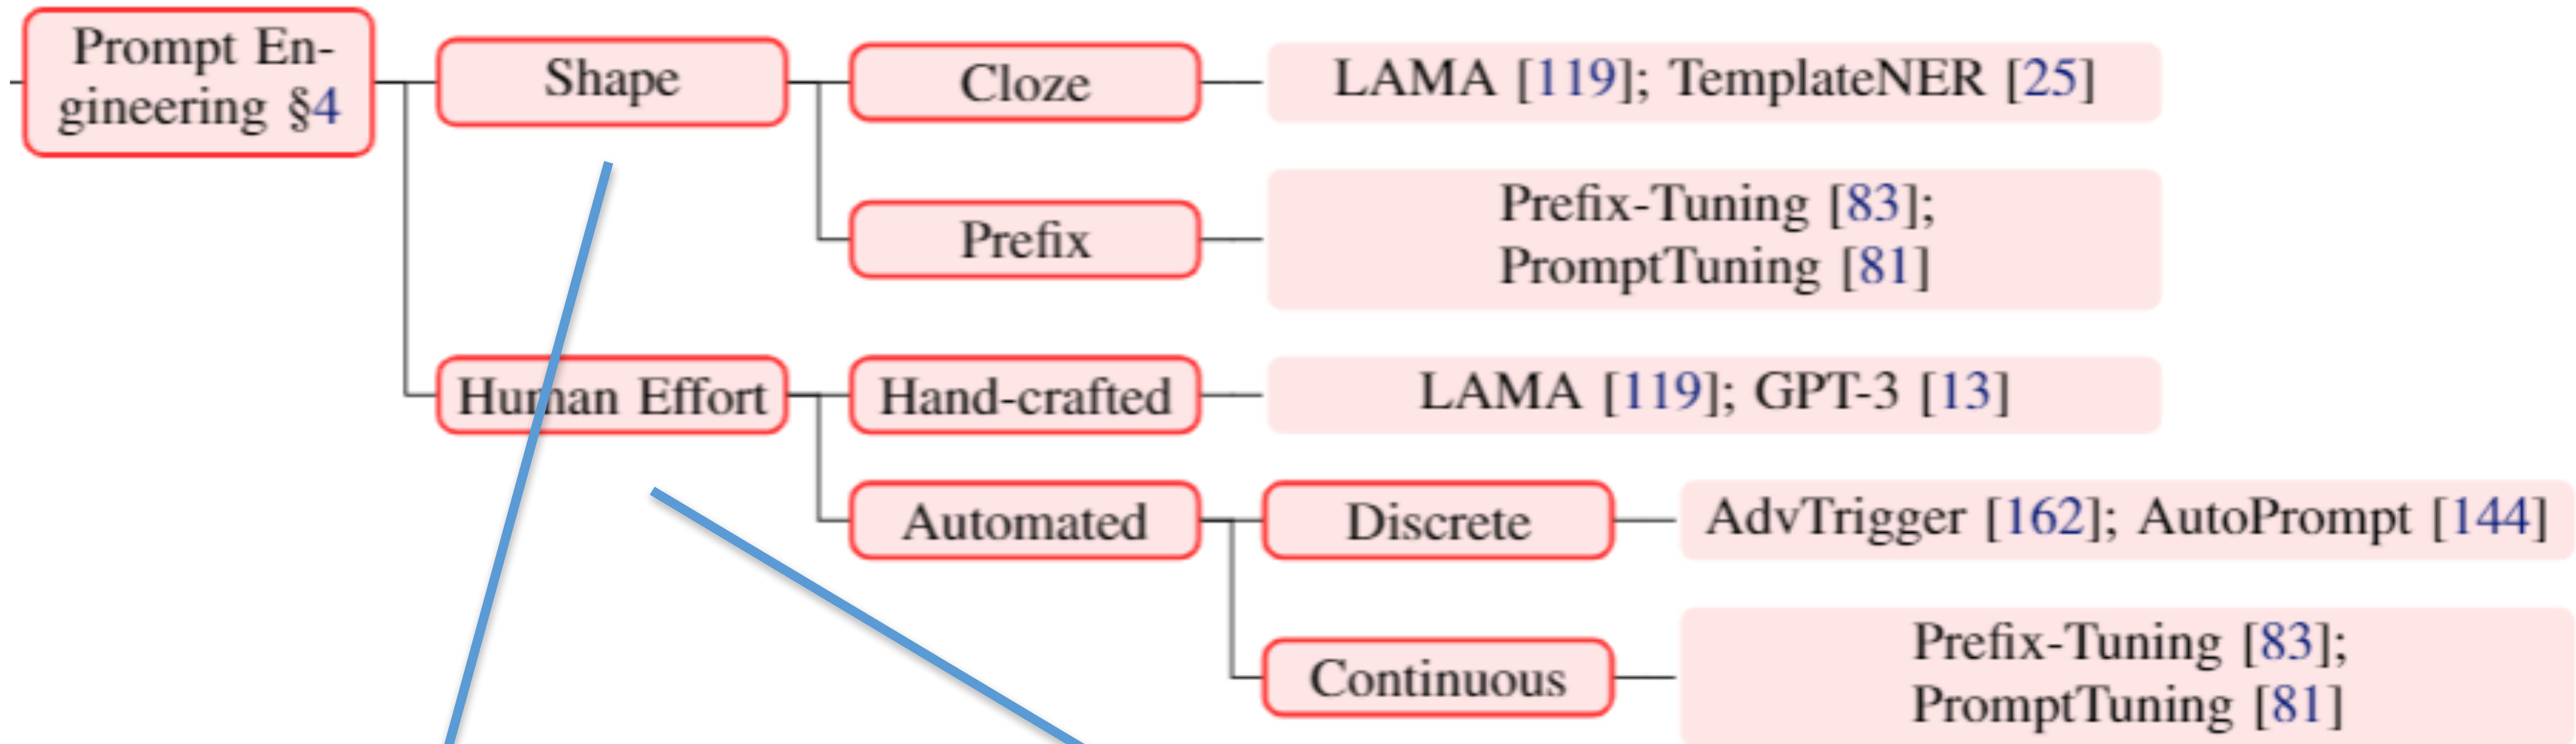 Prompt En-
gineering §4
Shape
Cloze
LAMA [119]; TemplateNER [25]
Prefix
Prefix-Tuning [83];
PromptTuning [81]
Human Effort
Hand-crafted
LAMA [119]; GPT-3 [13]
Automated
Discrete
AdvTrigger [162]; AutoPrompt [144]
Continuous
Prefix-Tuning [83];
PromptTuning [81]